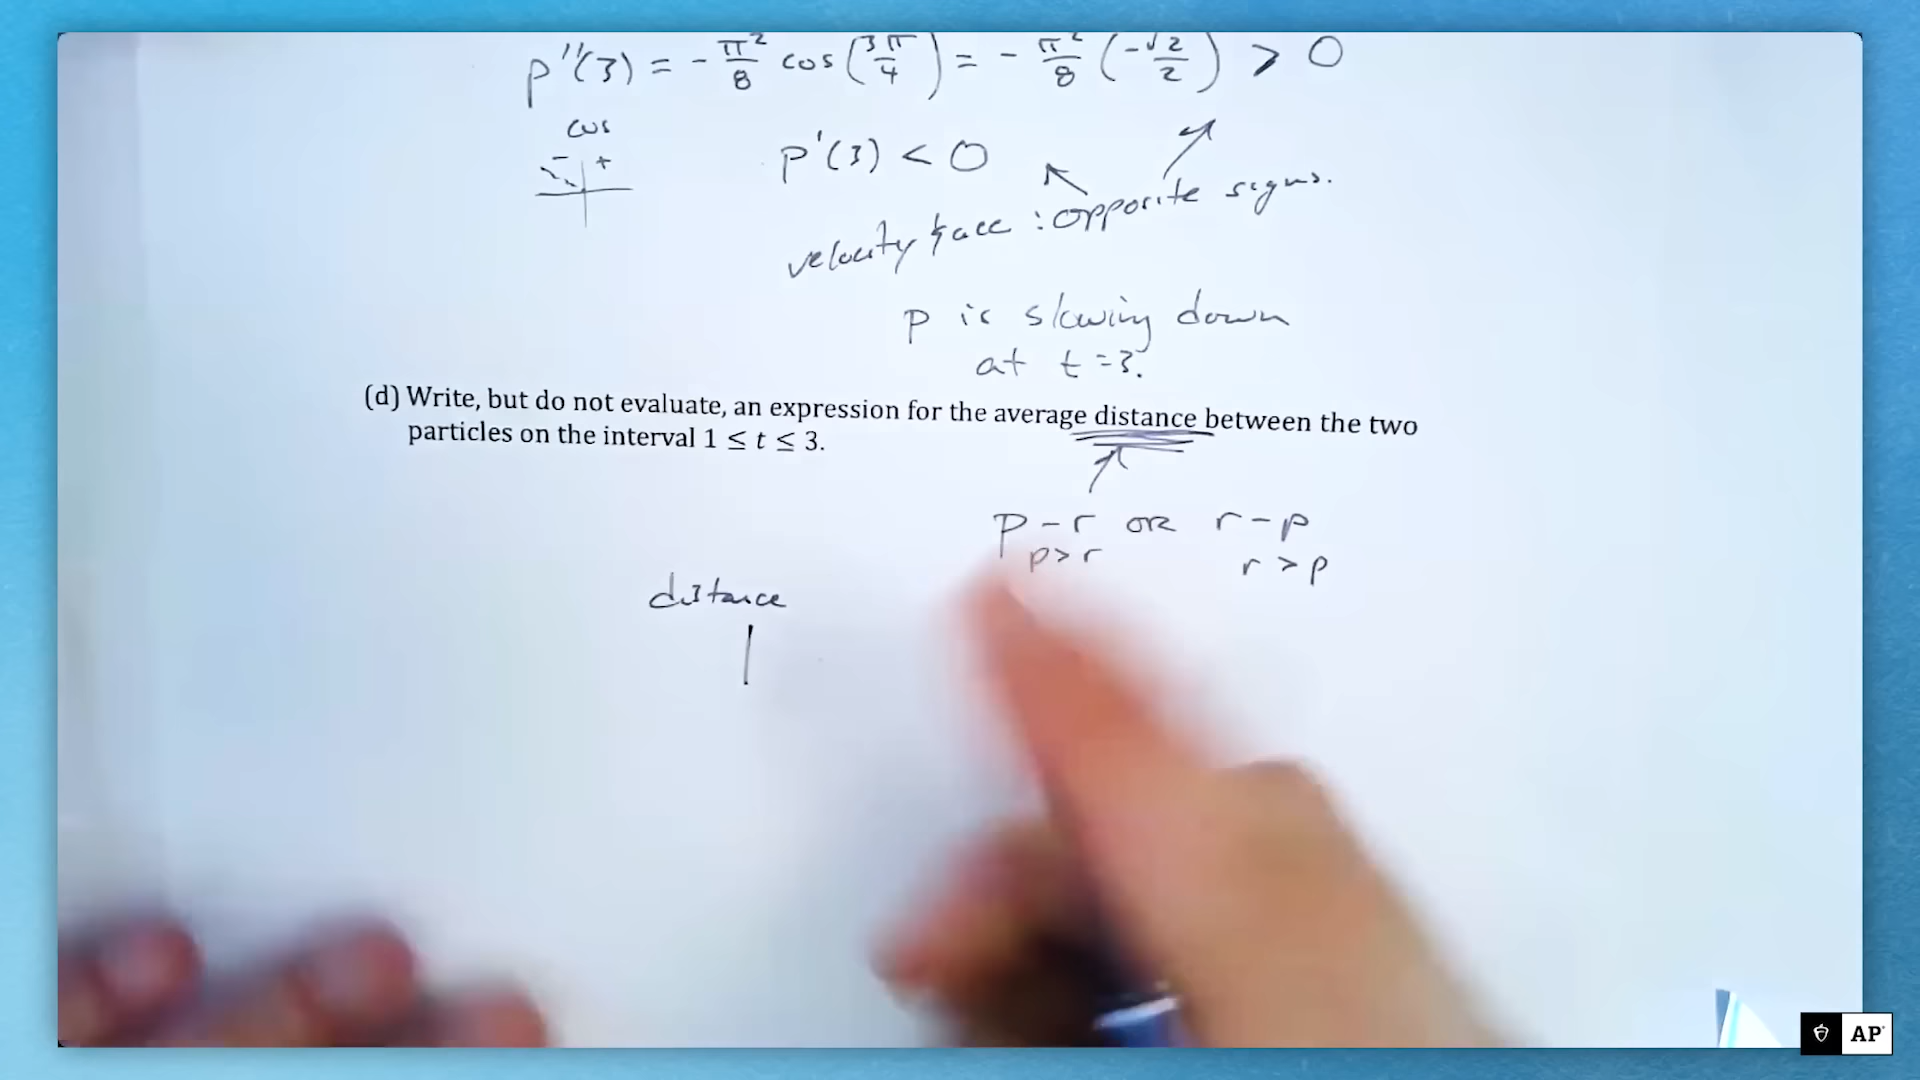 p''(3) = - π²/8 cos(3π/4) = - π²/8 (-√2/2) > 0
cos
- +
p'(3) < 0
velocity & acc : opposite signs.
p is slowing down
at t = 3.
(d) Write, but do not evaluate, an expression for the average distance between the two
particles on the interval 1 ≤ t ≤ 3.
p - r or r - p
p > r r > p
distance
|
AP